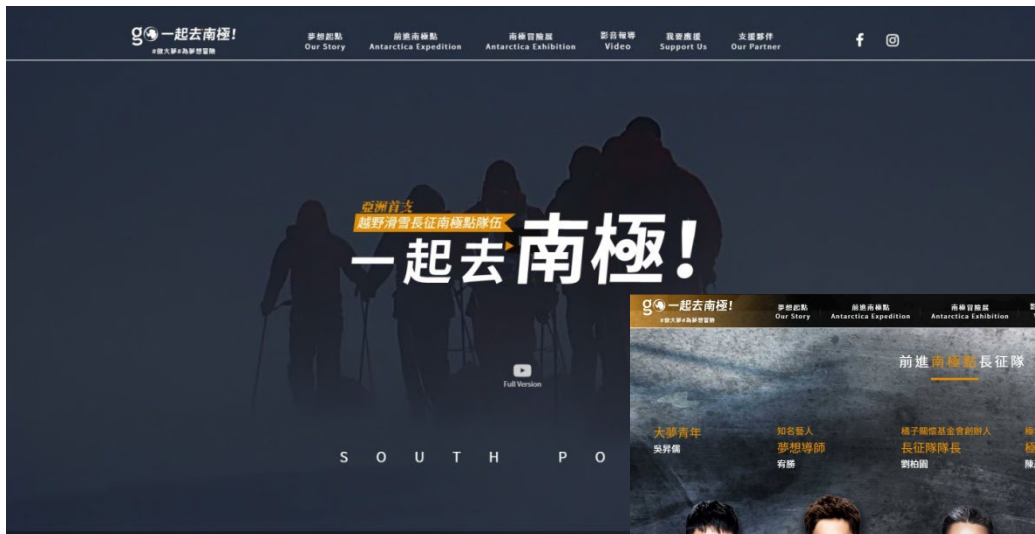 go一起去南極!
#做大夢#為夢想冒險
夢想起點
Our Story
前進南極點
Antarctica Expedition
南極冒險展
Antarctica Exhibition
影音報導
Video
我要應援
Support Us
支援夥伴
Our Partner
亞洲首支
越野滑雪長征南極點隊伍
一起去南極!
Full Version
SOUTH PO
go一起去南極!
#做大夢#為夢想冒險
夢想起點
Our Story
前進南極點
Antarctica Expedition
南極冒險展
Antarctica Exhibition
前進南極點長征隊
大夢青年
吳昇儒
知名藝人
夢想導師
宥勝
橘子關懷基金會創辦人
長征隊隊長
劉柏園
極
陳